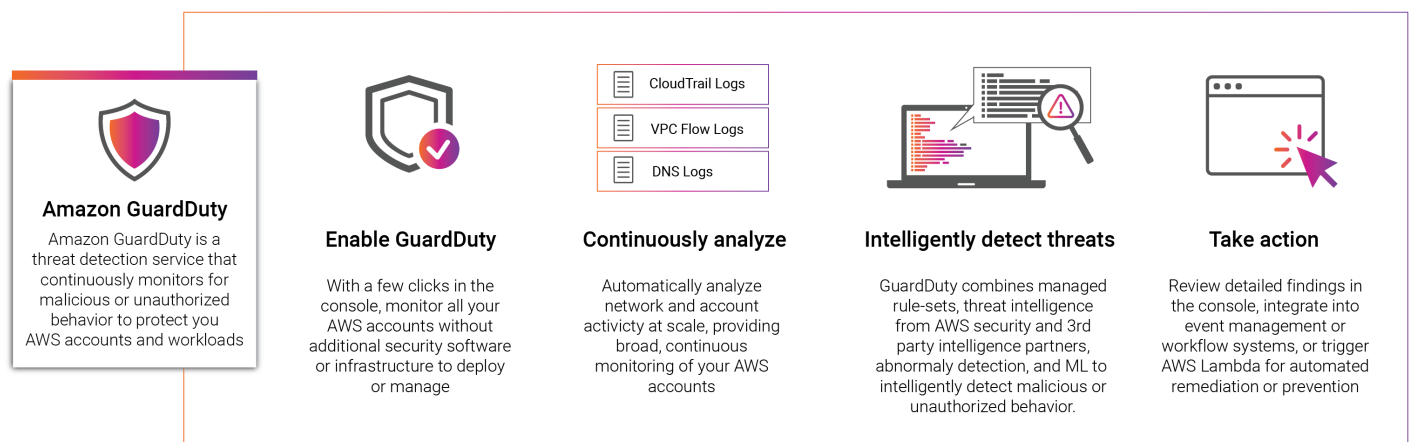 Amazon GuardDuty
Amazon GuardDuty is a
threat detection service that
continuously monitors for
malicious or unauthorized
behavior to protect you
AWS accounts and workloads
Enable GuardDuty
With a few clicks in the
console, monitor all your
AWS accounts without
additional security software
or infrastructure to deploy
or manage
CloudTrail Logs
VPC Flow Logs
DNS Logs
Continuously analyze
Automatically analyze
network and account
activicty at scale, providing
broad, continuous
monitoring of your AWS
accounts
Intelligently detect threats
GuardDuty combines managed
rule-sets, threat intelligence
from AWS security and 3rd
party intelligence partners,
abnormaly detection, and ML to
intelligently detect malicious or
unauthorized behavior.
Take action
Review detailed findings in
the console, integrate into
event management or
workflow systems, or trigger
AWS Lambda for automated
remediation or prevention